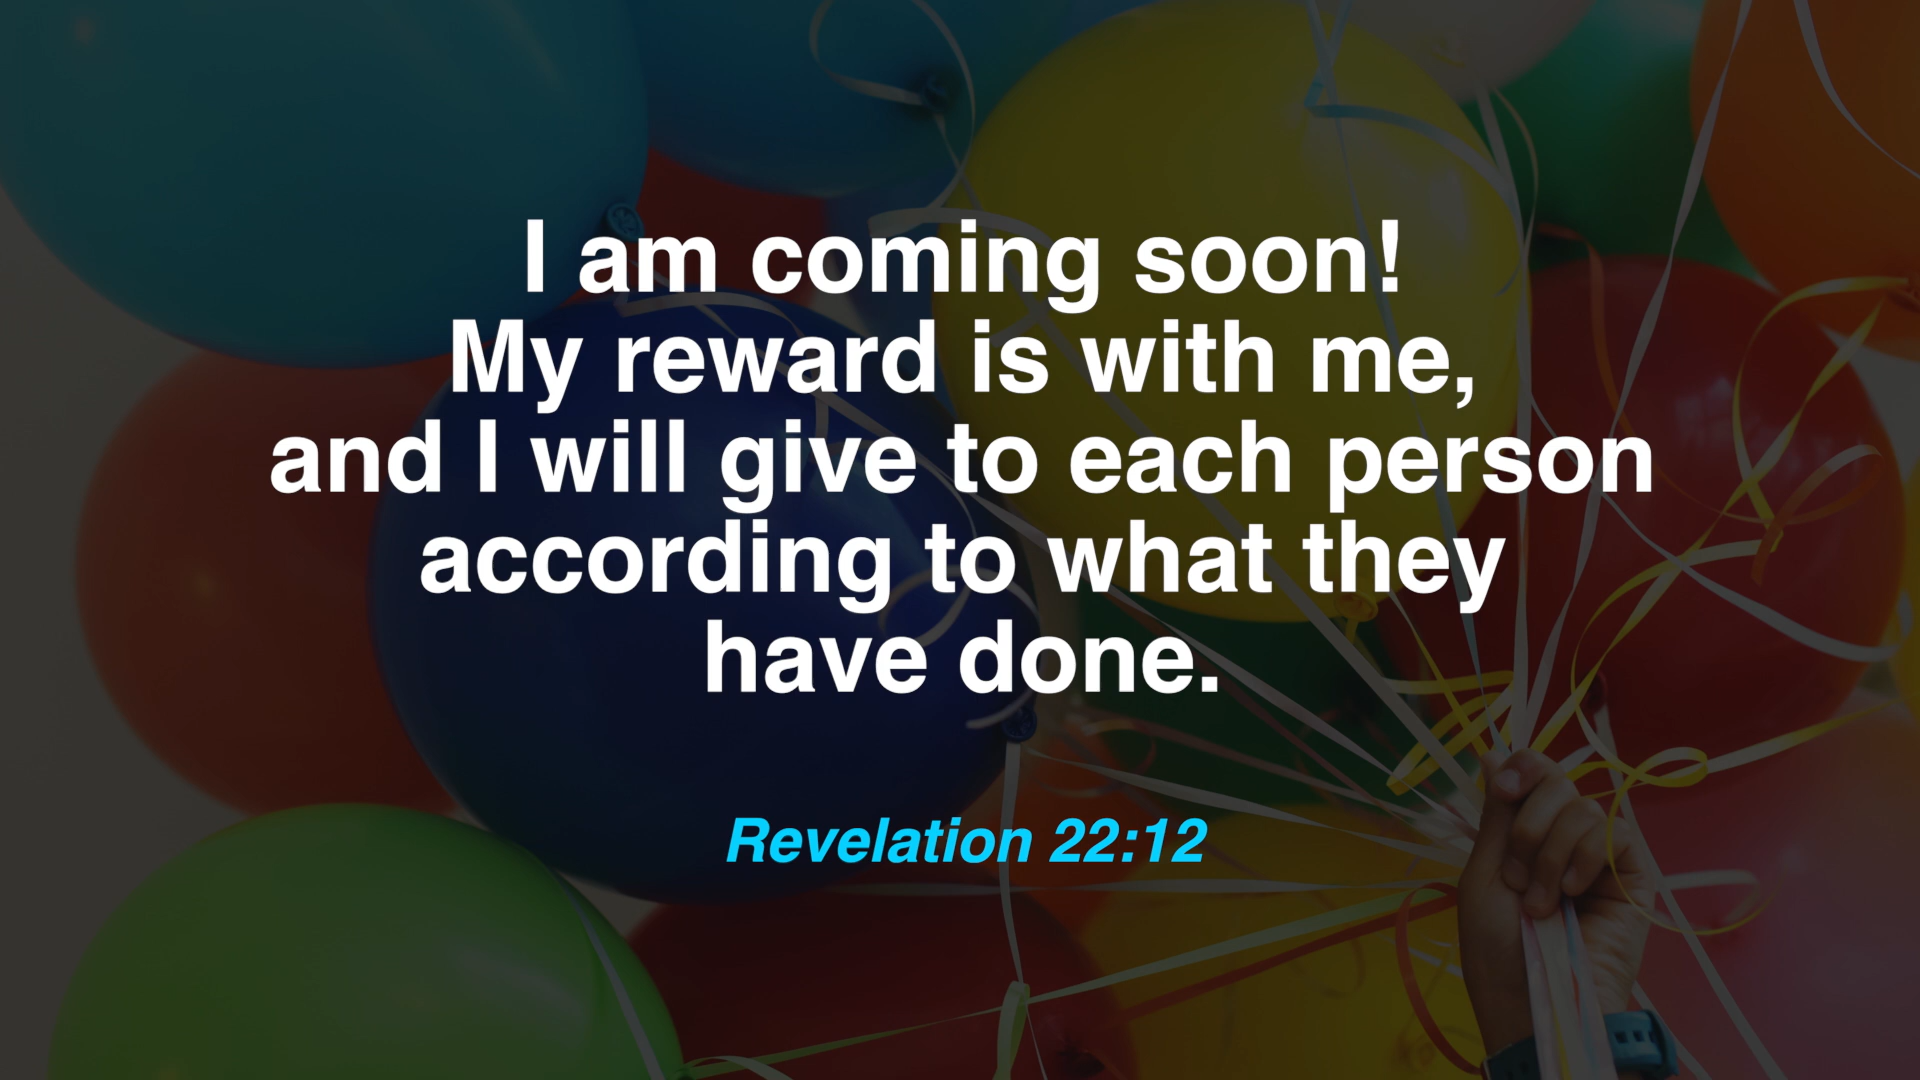 I am coming soon!
My reward is with me,
and I will give to each person
according to what they
have done.
Revelation 22:12